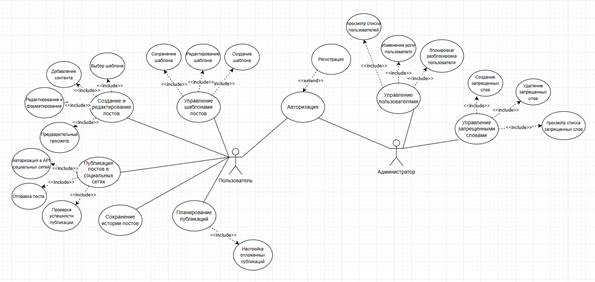 просмотр списка
пользователей
Изменение роли
пользователя
блокировка/
разблокировка
пользователя
Сохранение
шаблона
Редактирование
шаблона
Создание
шаблона
Регистрация
Добавление
контента
Выбор шаблона
<<include>>
<<include>>
<<include>>
<<include>>
<<include>>
<<include>>
<<include>>
<<include>>
<<extend>>
Создание
запрещенных
слов
Удаление
запрещенных
слов
Редактирование и
форматирование
<<include>>
Создание и
редактирование
постов
Управление
шаблонами
постов
Авторизация
Управление
пользователями
<<include>>
<<include>>
просмотр списка
запрещенных слов
Предварительный
просмотр
<<include>>
Управление
запрещенными
словами
<<include>>
Авторизация в API
социальных сетей
<<include>>
Публикация
постов в
социальных
сетях
Пользователь
Администратор
Отправка поста
<<include>>
<<include>>
Проверка
успешности
публикации
Сохранение
истории постов
Планирование
публикаций
<<include>>
Настройка
отложенных
публикаций